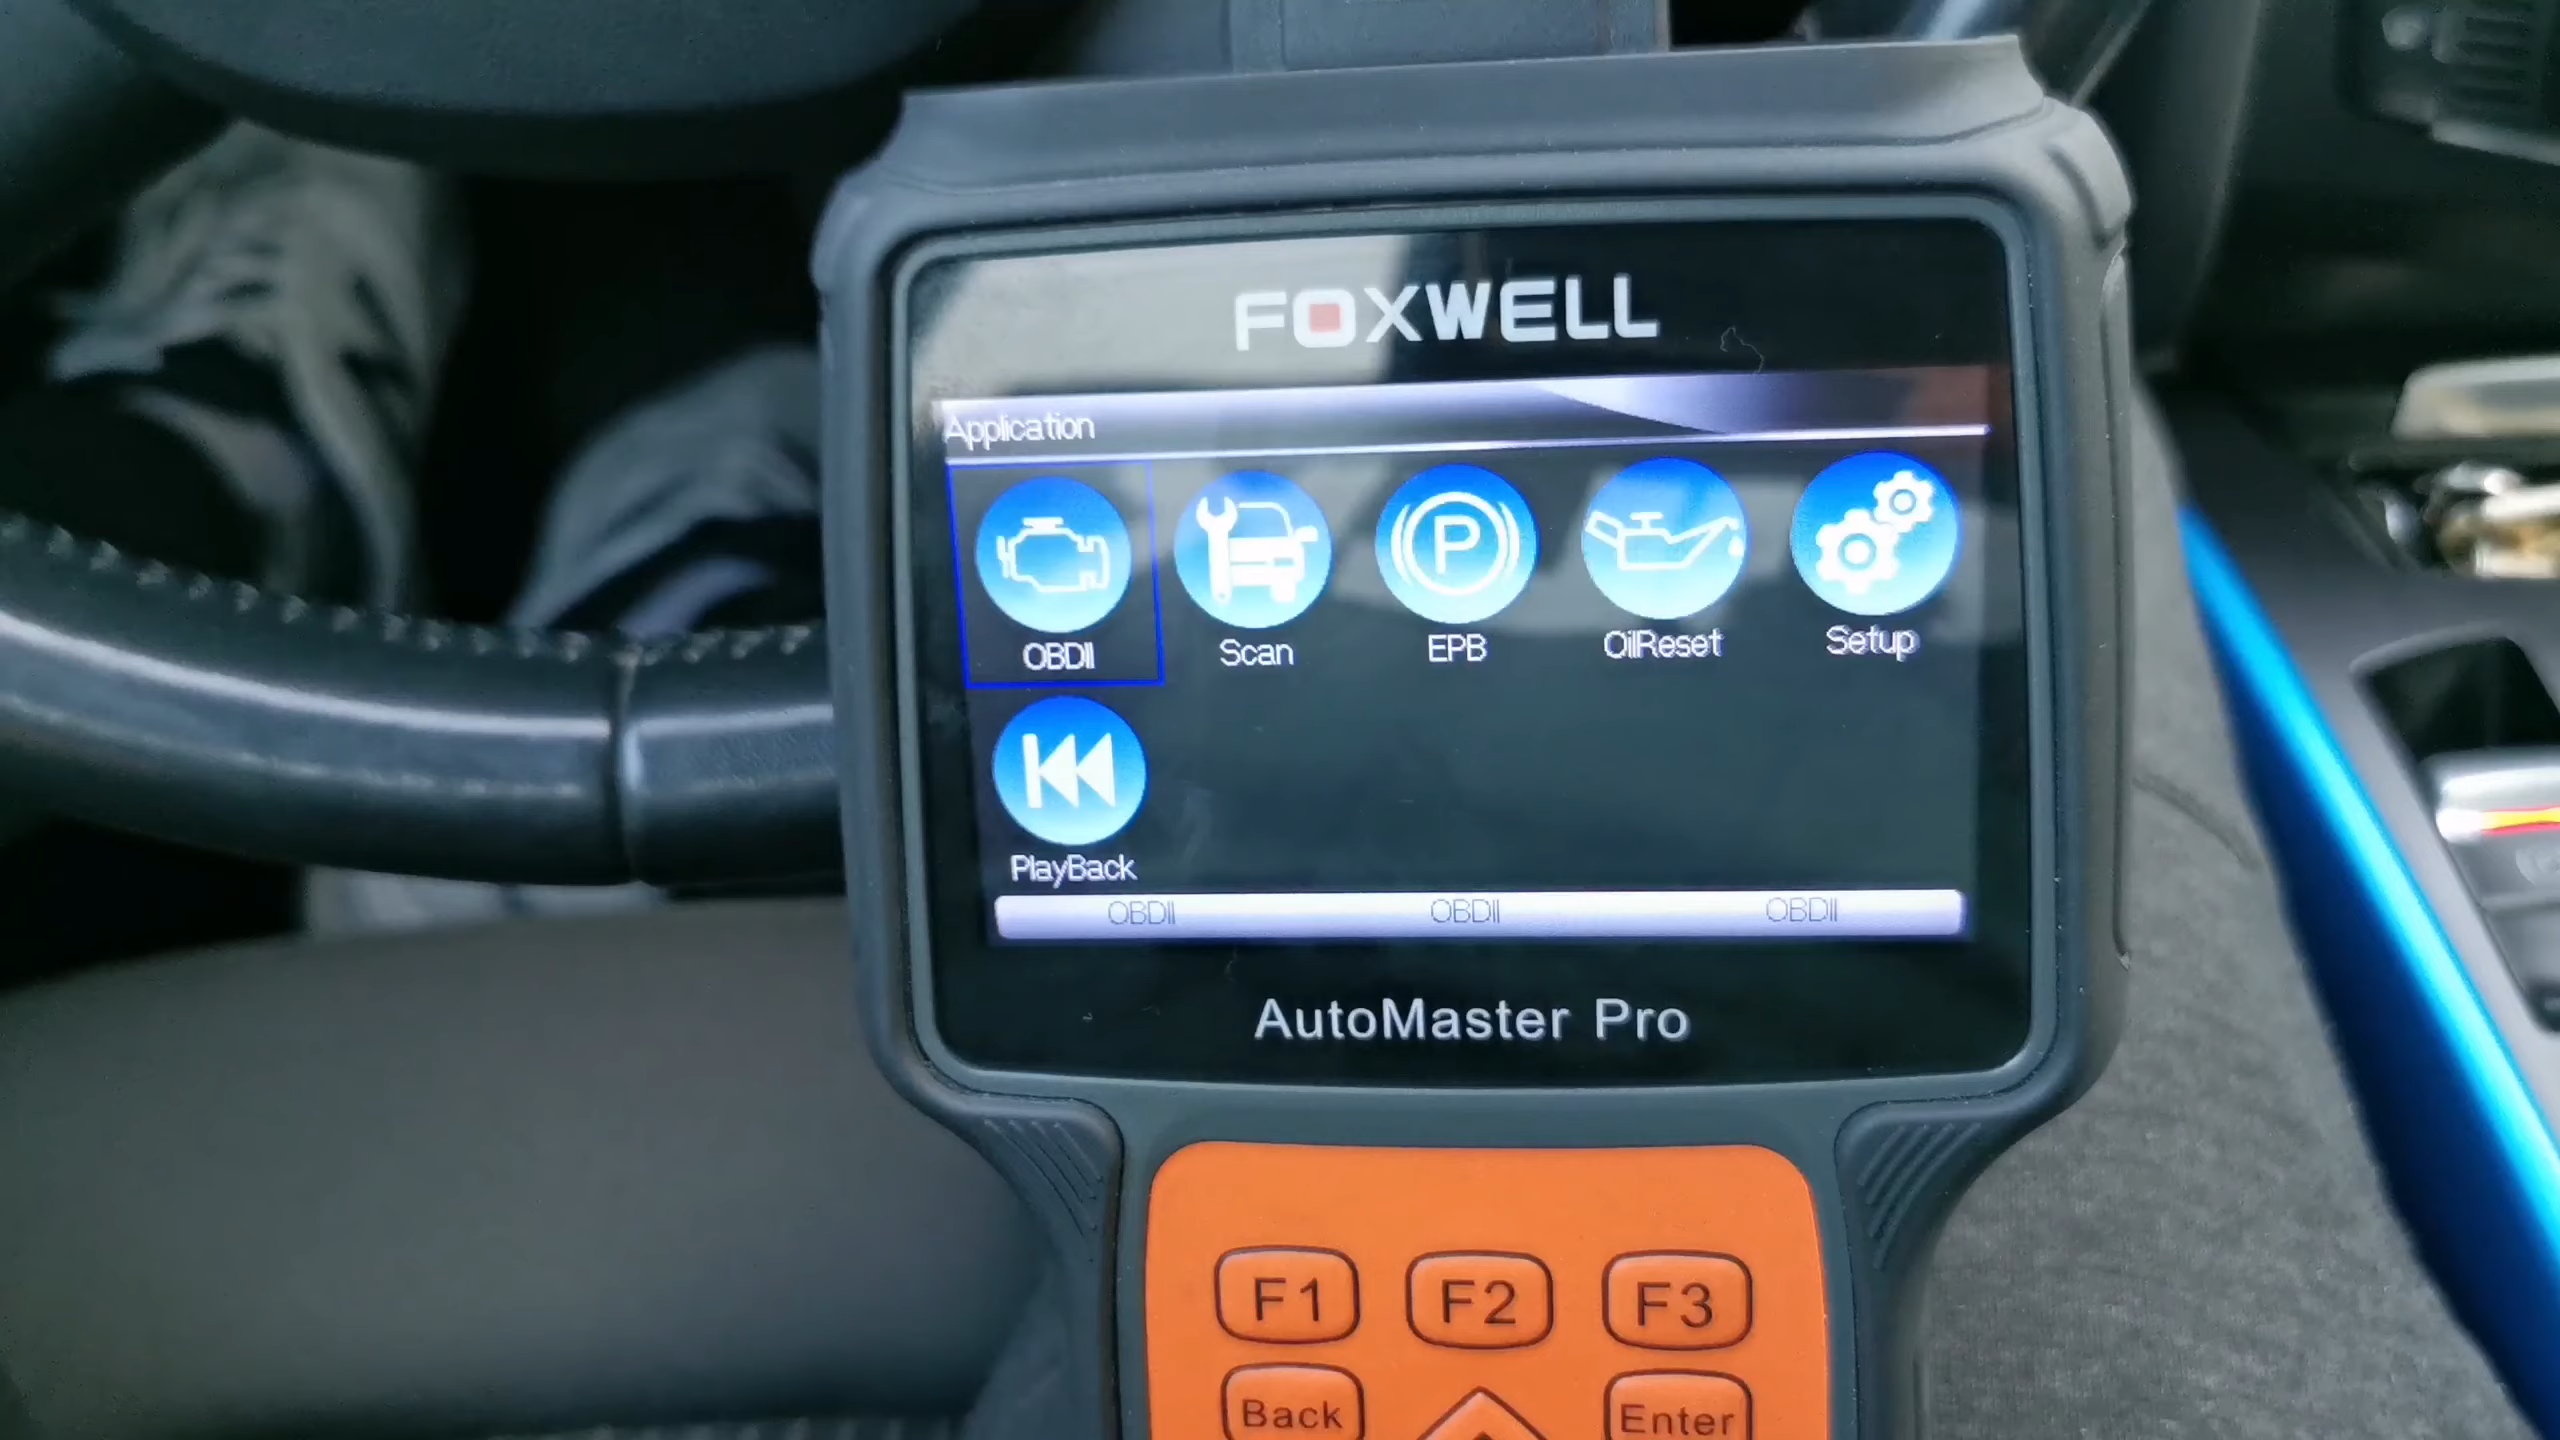 FOXWELL
Application
OBDII Scan EPB OilReset Setup
PlayBack
OBDII OBDII OBDII
AutoMaster Pro
F1 F2 F3
Back Enter